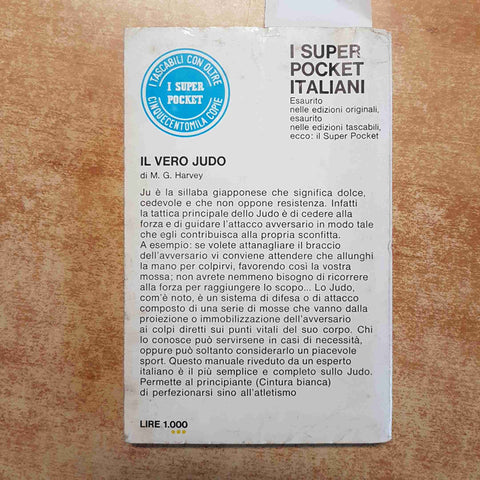 I TASCABILI CON OLTRE
I SUPER
POCKET
CINQUECENTOMILA COPIE
I SUPER
POCKET
ITALIANI
Esaurito
nelle edizioni originali,
esaurito
nelle edizioni tascabili,
ecco: il Super Pocket
IL VERO JUDO
di M. G. Harvey
Ju è la sillaba giapponese che significa dolce,
cedevole e che non oppone resistenza. Infatti
la tattica principale dello Judo è di cedere alla
forza e di guidare l'attacco avversario in modo tale
che egli contribuisca alla propria sconfitta.
A esempio: se volete attanagliare il braccio
dell'avversario vi conviene attendere che allunghi
la mano per colpirvi, favorendo così la vostra
mossa; non avrete nemmeno bisogno di ricorrere
alla forza per raggiungere lo scopo... Lo Judo,
com'è noto, è un sistema di difesa o di attacco
composto di una serie di mosse che vanno dalla
proiezione o immobilizzazione dell'avversario
ai colpi diretti sui punti vitali del suo corpo. Chi
lo conosce può servirsene in casi di necessità,
oppure può soltanto considerarlo un piacevole
sport. Questo manuale riveduto da un esperto
italiano è il più semplice e completo sullo Judo.
Permette al principiante (Cintura bianca)
di perfezionarsi sino all'atletismo
LIRE 1.000